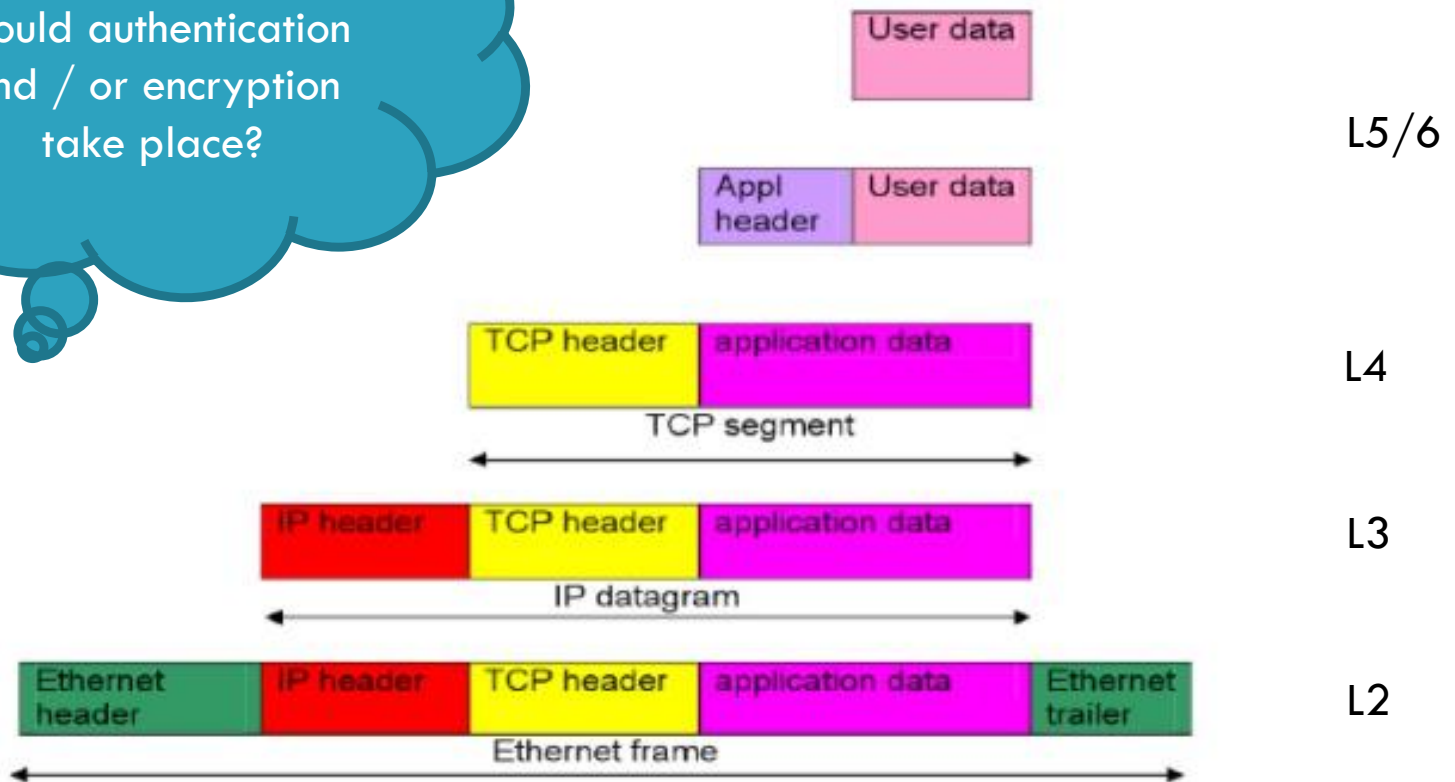 authentication
/ or encryption
take place?
User data
L5/6
Appl
header
User data
TCP header
application data
L4
TCP segment
IP header
TCP header
application data
L3
IP datagram
Ethernet
header
IP header
TCP header
application data
Ethernet
trailer
L2
Ethernet frame